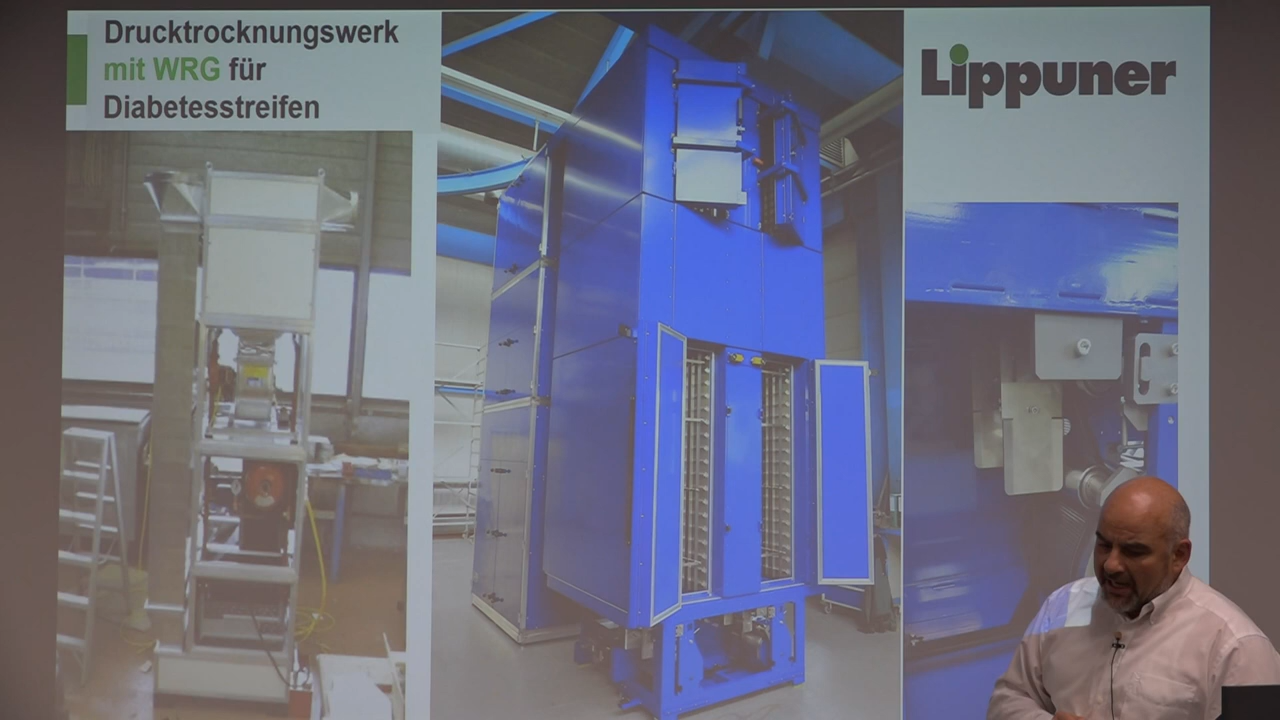 Drucktrocknungswerk
mit WRG für
Diabetesstreifen
Lippuner